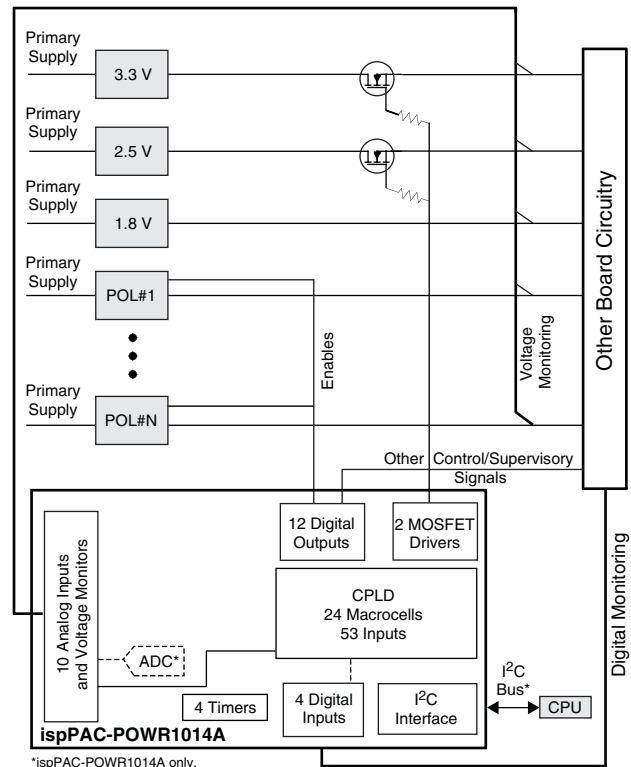 Primary
Supply
3.3 V
Primary
Supply
2.5 V
Primary
Supply
1.8 V
Primary
Supply
POL#1
Primary
Supply
POL#N
Enables
Voltage
Monitoring
Other Board Circuitry
Other Control/Supervisory
Signals
12 Digital
Outputs
2 MOSFET
Drivers
10 Analog Inputs
and Voltage Monitors
CPLD
24 Macrocells
53 Inputs
ADC*
4 Timers
4 Digital
Inputs
I²C
Interface
I²C
Bus*
CPU
Digital Monitoring
ispPAC-POWR1014A
*ispPAC-POWR1014A only.